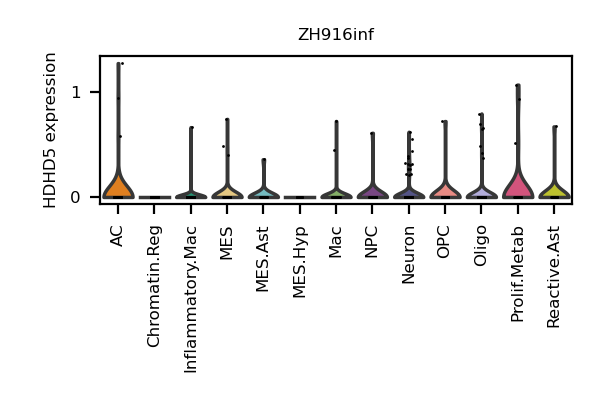 ZH916inf
HDHD5 expression
1
0
AC
Chromatin.Reg
Inflammatory.Mac
MES
MES.Ast
MES.Hyp
Mac
NPC
Neuron
OPC
Oligo
Prolif.Metab
Reactive.Ast